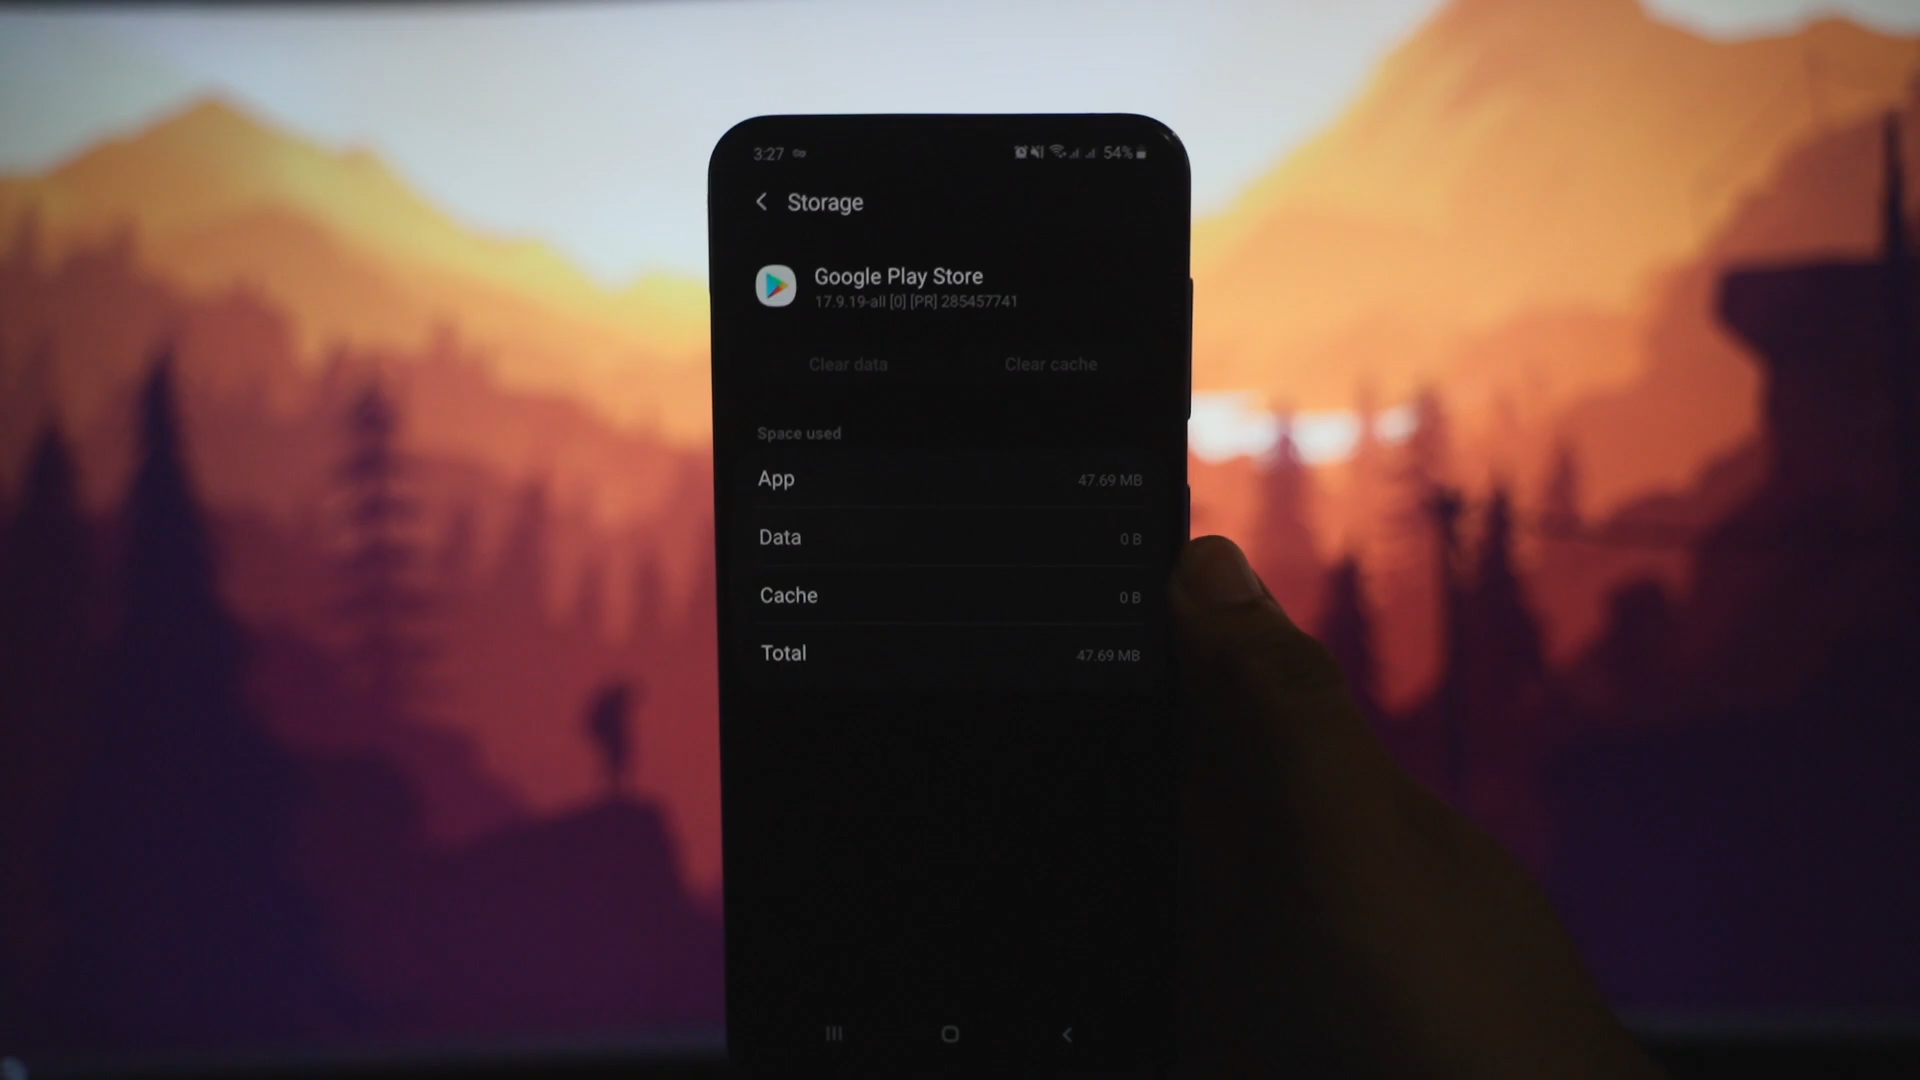 3:27 54%
Storage
Google Play Store
17.9.19-all [0] [PR] 285457741
Clear data Clear cache
Space used
App 47.69 MB
Data 0 B
Cache 0 B
Total 47.69 MB